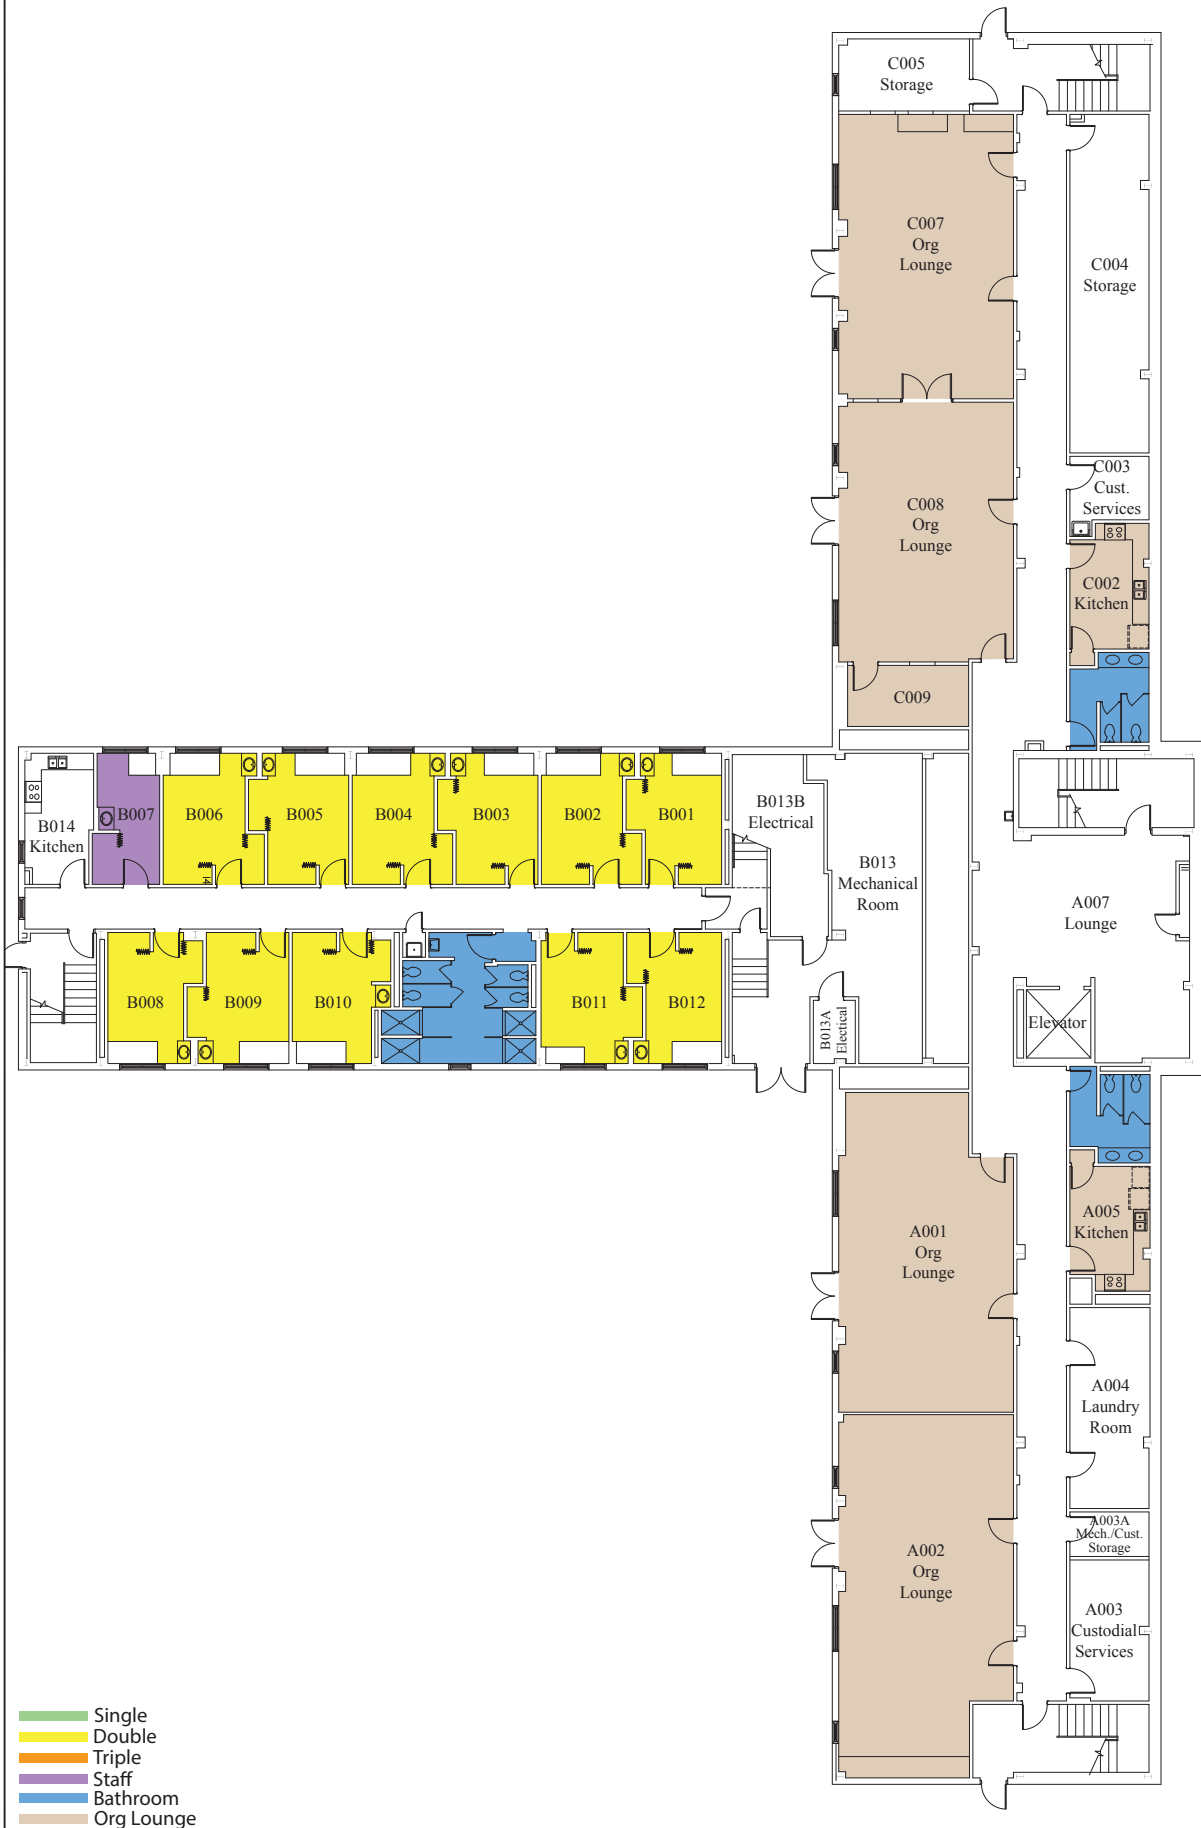 C005
Storage
C007
Org
Lounge
C004
Storage
C003
Cust.
Services
C008
Org
Lounge
C002
Kitchen
C009
B014
Kitchen
B007
B006
B005
B004
B003
B002
B001
B013B
Electrical
B013
Mechanical
Room
A007
Lounge
B008
B009
B010
B011
B012
B013A
Electical
Elevator
A001
Org
Lounge
A005
Kitchen
A004
Laundry
Room
A003A
Mech./Cust.
Storage
A002
Org
Lounge
A003
Custodial
Services
Single
Double
Triple
Staff
Bathroom
Org Lounge